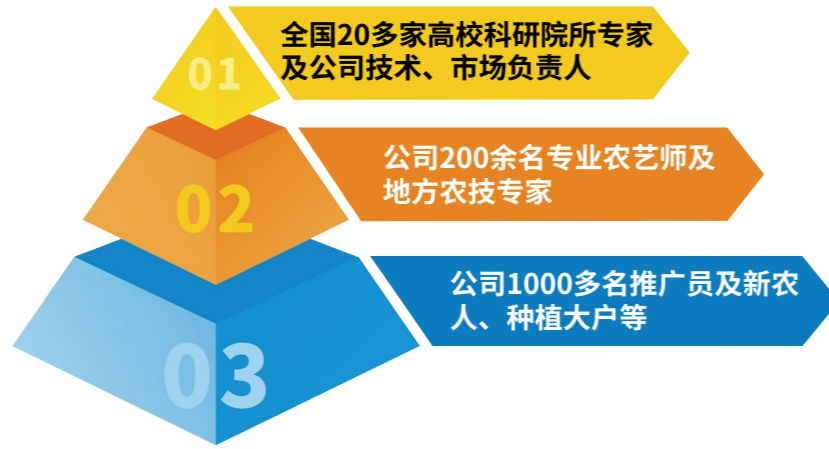 01
全国20多家高校科研院所专家
及公司技术、市场负责人
02
公司200余名专业农艺师及
地方农技专家
03
公司1000多名推广员及新农
人、种植大户等